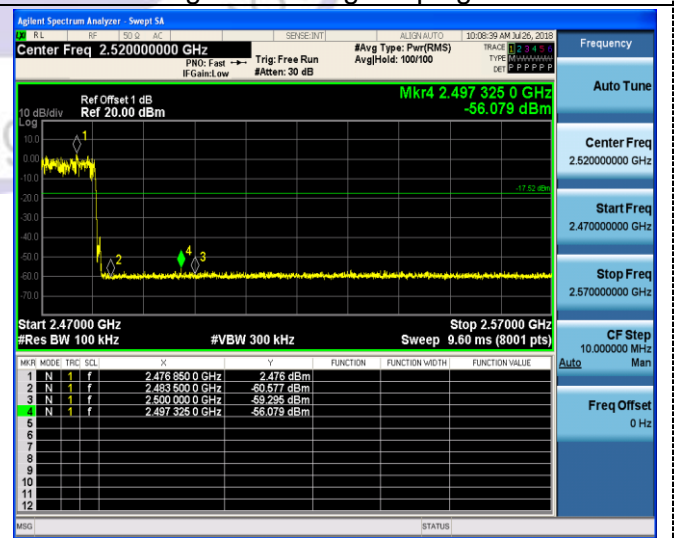 Agilent Spectrum Analyzer - Swept SA
LXI RL RF 50 Ω AC SENSE:INT ALIGN AUTO 10:08:39 AM Jul 26, 2018
Center Freq 2.520000000 GHz #Avg Type: Pwr(RMS) TRACE 1 2 3 4 5 6
PNO: Fast Trig: Free Run Avg|Hold: 100/100 TYPE M
IFGain:Low #Atten: 30 dB DET P P P P P P
Mkr4 2.497 325 0 GHz
Ref Offset 1 dB
10 dB/div Ref 20.00 dBm -56.079 dBm
Log
10.0
0.00
-10.0
-20.0
-30.0
-40.0
-50.0
-60.0
-70.0
1
2
4
3
-17.52 dBm
Start 2.47000 GHz Stop 2.57000 GHz
#Res BW 100 kHz #VBW 300 kHz Sweep 9.60 ms (8001 pts)
MKR MODE TRC SCL X Y FUNCTION FUNCTION WIDTH FUNCTION VALUE
1 N 1 f 2.476 850 0 GHz 2.476 dBm
2 N 1 f 2.483 500 0 GHz -60.577 dBm
3 N 1 f 2.500 000 0 GHz -59.295 dBm
4 N 1 f 2.497 325 0 GHz -56.079 dBm
5
6
7
8
9
10
11
12
MSG STATUS
Frequency
Auto Tune
Center Freq
2.520000000 GHz
Start Freq
2.470000000 GHz
Stop Freq
2.570000000 GHz
CF Step
10.000000 MHz
Auto Man
Freq Offset
0 Hz